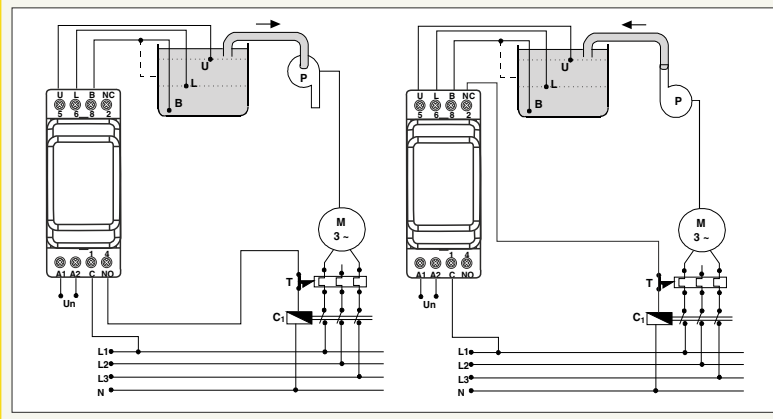 U L B NC
5 6 8 2
U
L
B
P
M
3 ~
1 4
A1 A2 C NO
Un
T
C1
L1
L2
L3
N
U L B NC
5 6 8 2
U
L
B
P
M
3 ~
1 4
A1 A2 C NO
Un
T
C1
L1
L2
L3
N